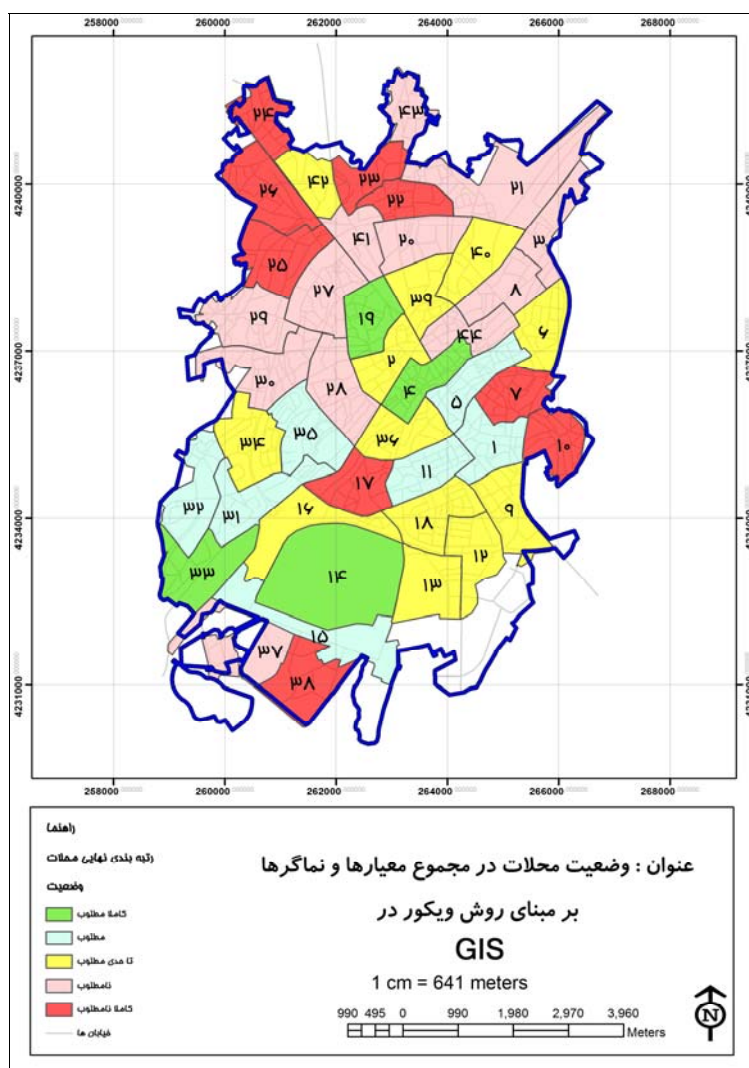 258000 260000 262000 264000 266000 268000
4240000 4240000
4237000 4237000
4234000 4234000
4231000 4231000
۲۴
۴۳
۴۲ ۲۳
۲۶ ۲۲ ۲۱
۴۱ ۲۰ ۴۰ ۳
۲۵
۲۷ ۳۹ ۸
۲۹ ۱۹ ۴۴ ۶
۲
۳۰ ۲۸ ۴ ۵ ۷
۳۴ ۳۵ ۳۶ ۱ ۱۰
۱۷ ۱۱
۳۲ ۳۱ ۱۶ ۱۸ ۹
۱۲
۳۳ ۱۴ ۱۳
۱۵
۳۷
۳۸
258000 260000 262000 264000 266000 268000
راهنما
رتبه بندی نهایی محلات
وضعیت
کاملا مطلوب
مطلوب
تا حدی مطلوب
نامطلوب
کاملا نامطلوب
خیابان ها
عنوان : وضعیت محلات در مجموع معیارها و نماگرها
بر مبنای روش ویکور در
GIS
1 cm = 641 meters
990 495 0 990 1,980 2,970 3,960
Meters
N